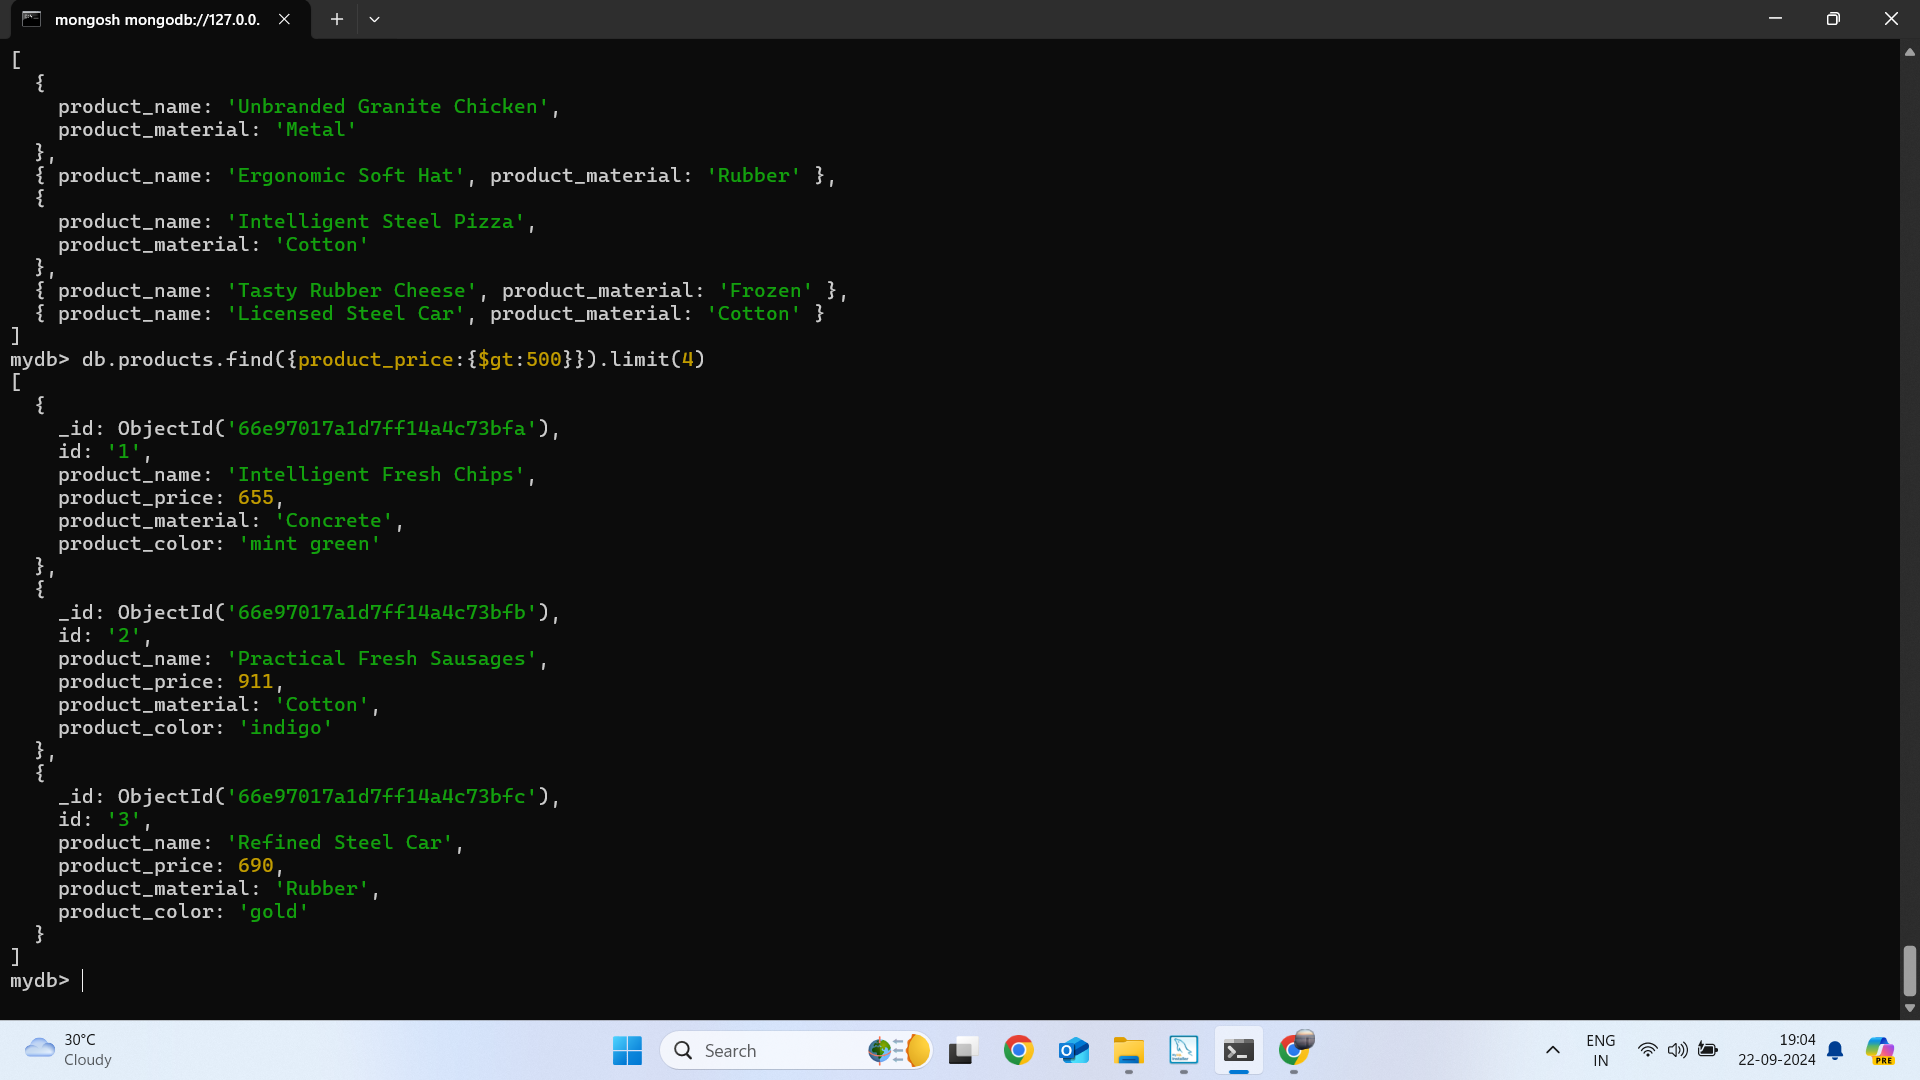 mongosh mongodb://127.0.0.
[
  {
    product_name: 'Unbranded Granite Chicken',
    product_material: 'Metal'
  },
  { product_name: 'Ergonomic Soft Hat', product_material: 'Rubber' },
  {
    product_name: 'Intelligent Steel Pizza',
    product_material: 'Cotton'
  },
  { product_name: 'Tasty Rubber Cheese', product_material: 'Frozen' },
  { product_name: 'Licensed Steel Car', product_material: 'Cotton' }
]
mydb> db.products.find({product_price:{$gt:500}}).limit(4)
[
  {
    _id: ObjectId('66e97017a1d7ff14a4c73bfa'),
    id: '1',
    product_name: 'Intelligent Fresh Chips',
    product_price: 655,
    product_material: 'Concrete',
    product_color: 'mint green'
  },
  {
    _id: ObjectId('66e97017a1d7ff14a4c73bfb'),
    id: '2',
    product_name: 'Practical Fresh Sausages',
    product_price: 911,
    product_material: 'Cotton',
    product_color: 'indigo'
  },
  {
    _id: ObjectId('66e97017a1d7ff14a4c73bfc'),
    id: '3',
    product_name: 'Refined Steel Car',
    product_price: 690,
    product_material: 'Rubber',
    product_color: 'gold'
  }
]
mydb>
30°C
Cloudy
Search
ENG
IN
19:04
22-09-2024
PRE